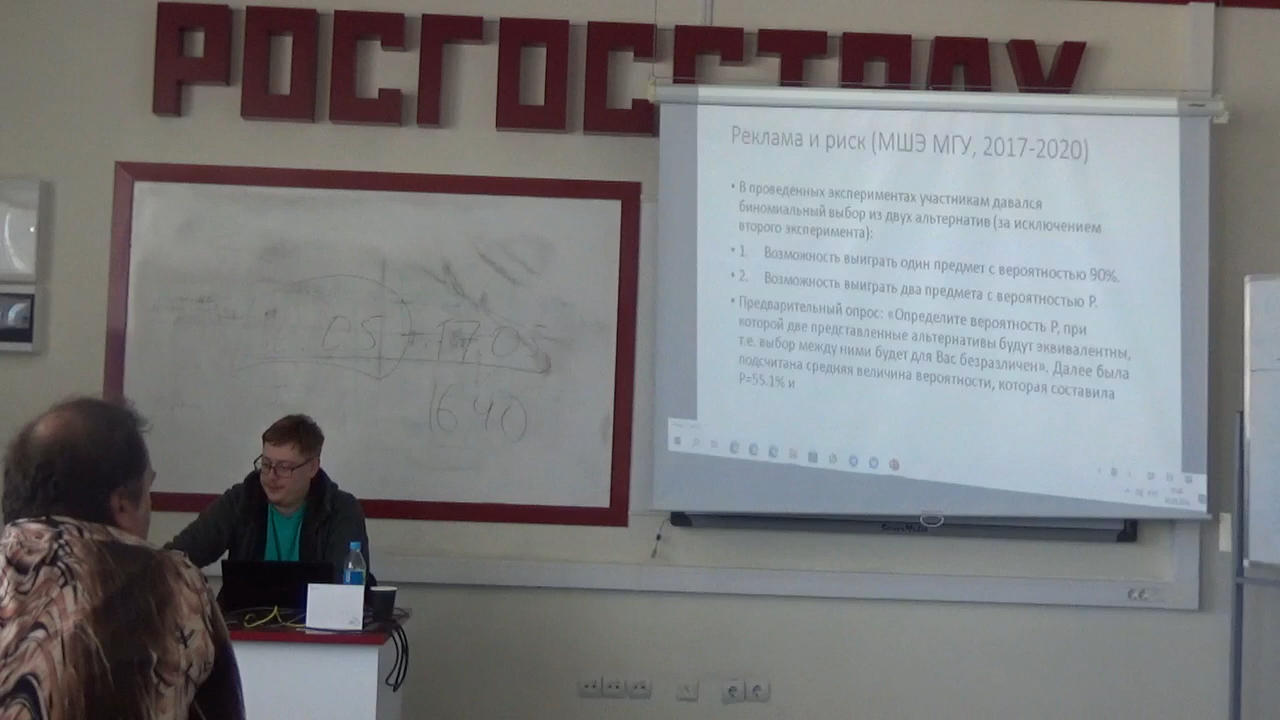 РОСГОССТРАХ
Реклама и риск (МШЭ МГУ, 2017-2020)
• В проведенных экспериментах участникам давался
биномиальный выбор из двух альтернатив (за исключением
второго эксперимента):
• 1. Возможность выиграть один предмет с вероятностью 90%.
• 2. Возможность выиграть два предмета с вероятностью P.
• Предварительный опрос: «Определите вероятность P, при
которой две представленные альтернативы будут эквивалентны,
т.е. выбор между ними будет для Вас безразличен». Далее была
подсчитана средняя величина вероятности, которая составила
P=55.1% и
1640